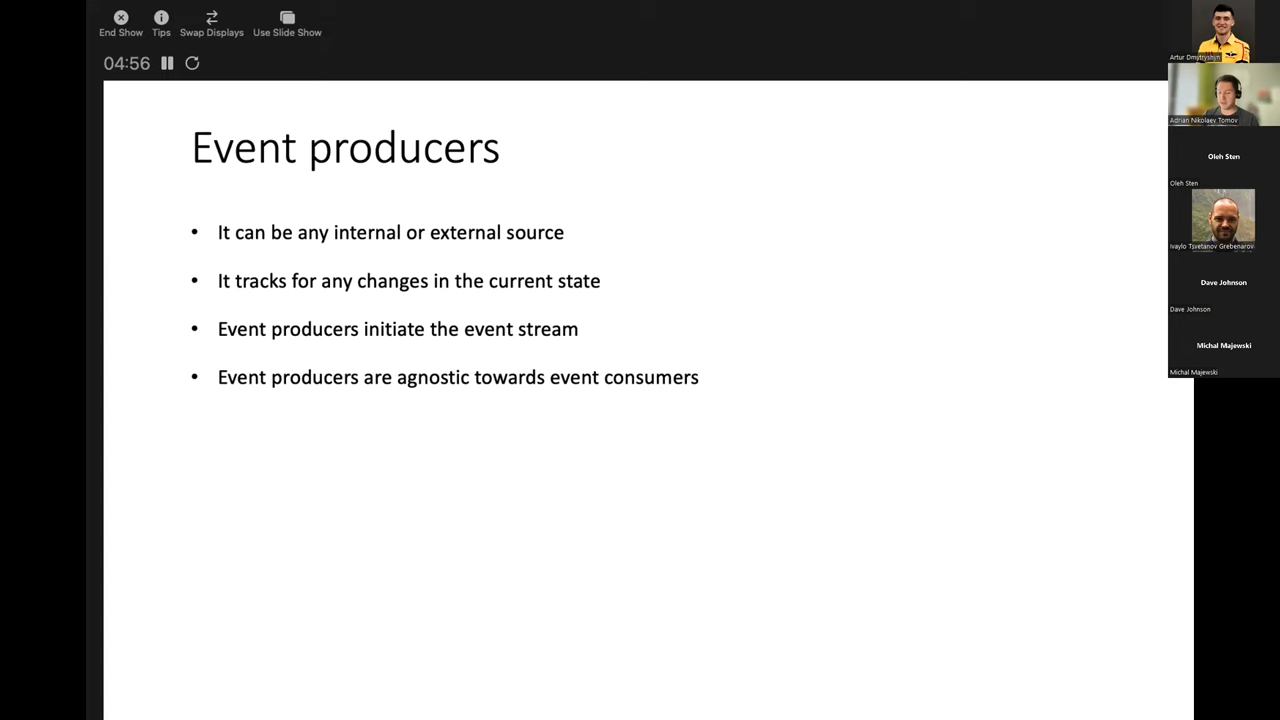 End Show
Tips
Swap Displays
Use Slide Show
04:56
Event producers
• It can be any internal or external source
• It tracks for any changes in the current state
• Event producers initiate the event stream
• Event producers are agnostic towards event consumers
Artur Dmytryshyn
Adrian Nikolaev Tomov
Oleh Sten
Oleh Sten
Ivaylo Tsvetanov Grebenarov
Dave Johnson
Dave Johnson
Michal Majewski
Michal Majewski